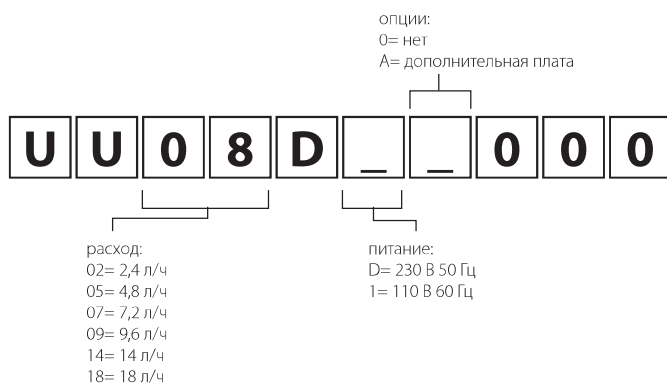 опции:
0= нет
A= дополнительная плата
U U 0 8 D _ _ 0 0 0
расход:
02= 2,4 л/ч
05= 4,8 л/ч
07= 7,2 л/ч
09= 9,6 л/ч
14= 14 л/ч
18= 18 л/ч
питание:
D= 230 В 50 Гц
1= 110 В 60 Гц